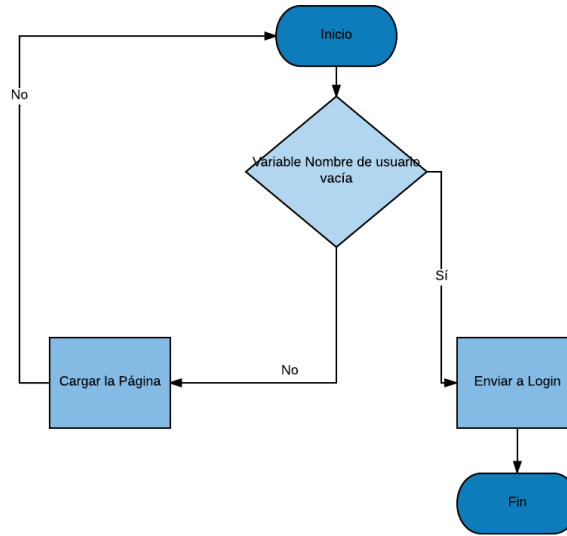 Inicio
No
Variable Nombre de usuario
vacía
Sí
No
Cargar la Página
Enviar a Login
Fin